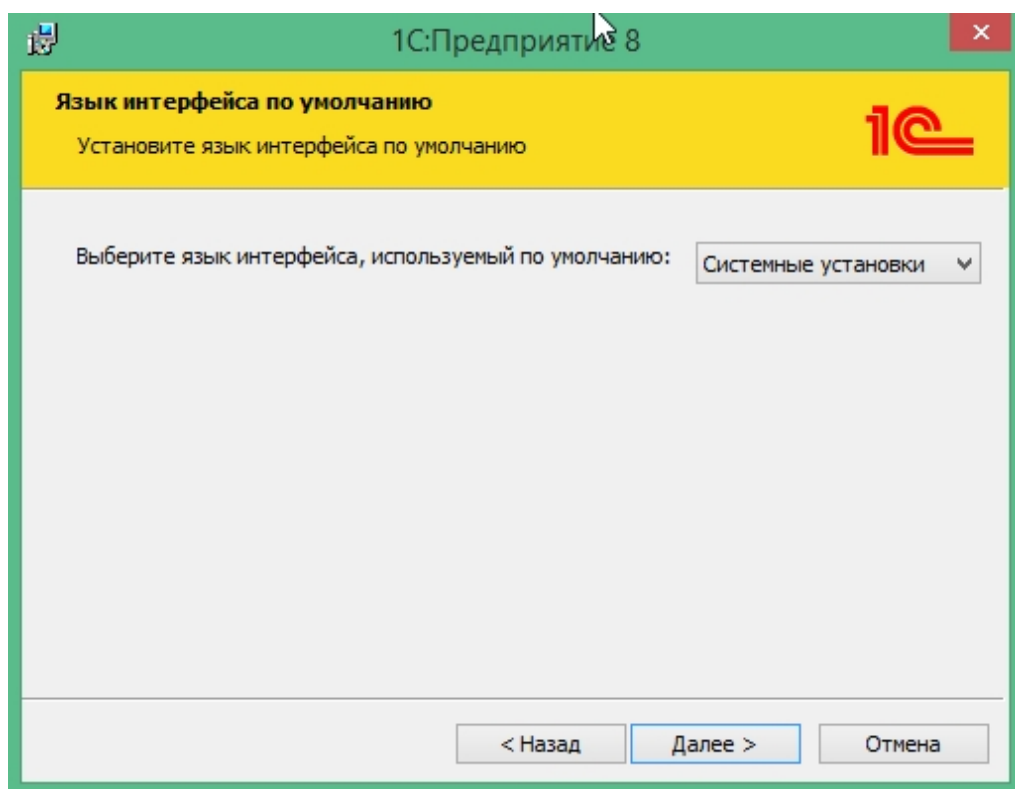 1С:Предприятие 8
Язык интерфейса по умолчанию
Установите язык интерфейса по умолчанию
1С
Выберите язык интерфейса, используемый по умолчанию: Системные установки
< Назад Далее > Отмена